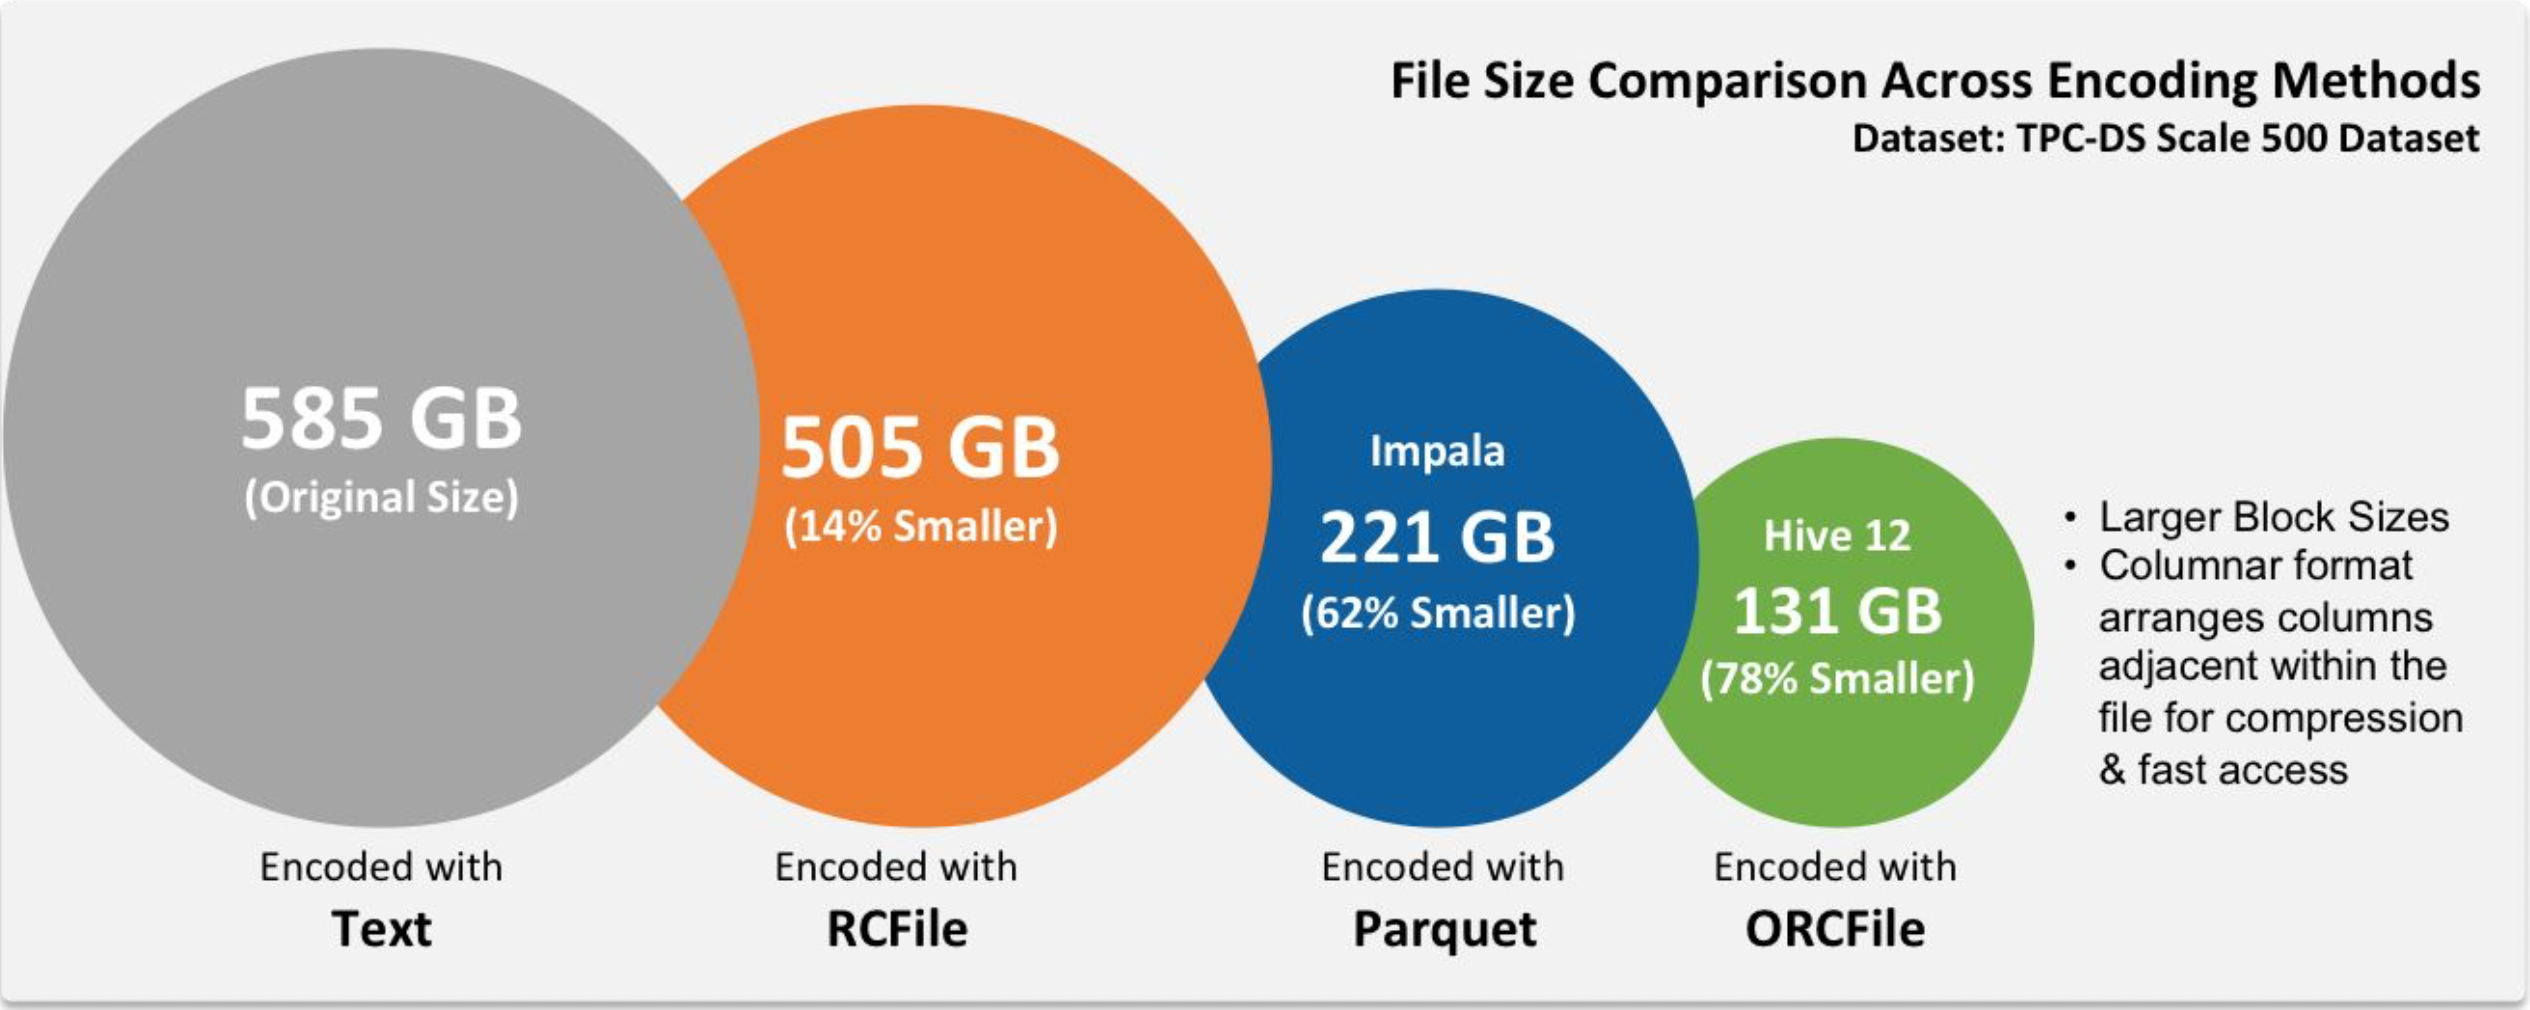 File Size Comparison Across Encoding Methods
Dataset: TPC-DS Scale 500 Dataset
585 GB
(Original Size)
505 GB
(14% Smaller)
Impala
221 GB
(62% Smaller)
Hive 12
131 GB
(78% Smaller)
• Larger Block Sizes
• Columnar format
arranges columns
adjacent within the
file for compression
& fast access
Encoded with
Text
Encoded with
RCFile
Encoded with
Parquet
Encoded with
ORCFile